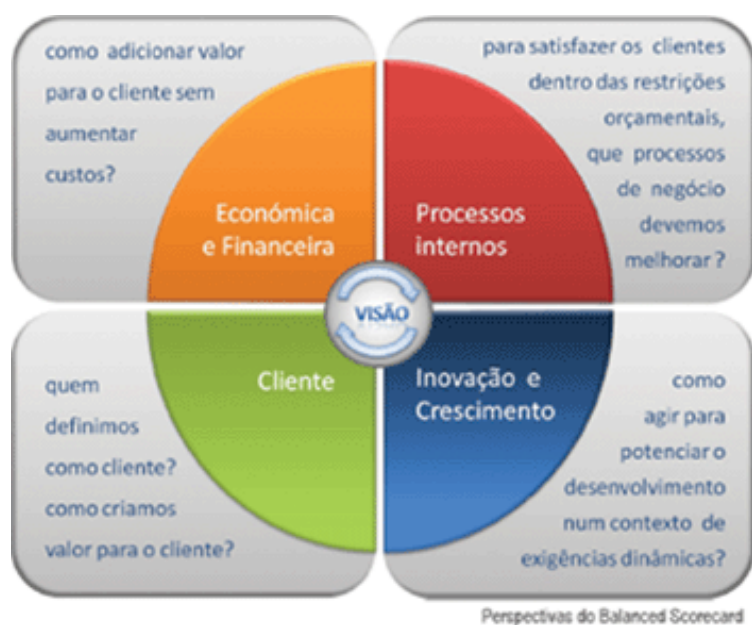 como adicionar valor
para o cliente sem
aumentar
custos?
Económica
e Financeira
para satisfazer os clientes
dentro das restrições
orçamentais,
que processos
de negócio
devemos
melhorar ?
Processos
internos
VISÃO
Cliente
quem
definimos
como cliente?
como criamos
valor para o cliente?
Inovação e
Crescimento
como
agir para
potenciar o
desenvolvimento
num contexto de
exigências dinâmicas?
Perspectivas do Balanced Scorecard